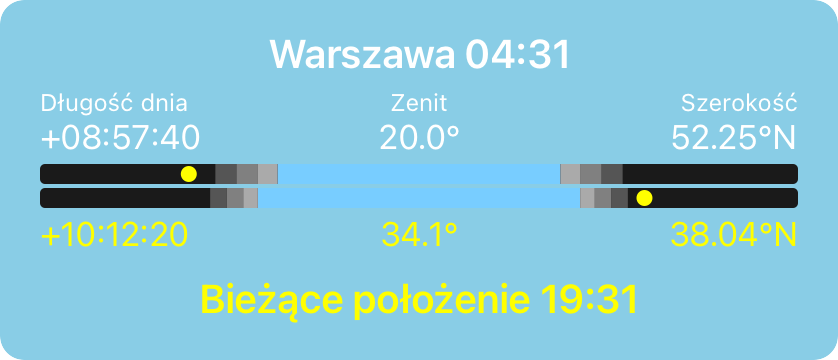 Warszawa 04:31
Długość dnia Zenit Szerokość
+08:57:40 20.0° 52.25°N
+10:12:20 34.1° 38.04°N
Bieżące położenie 19:31